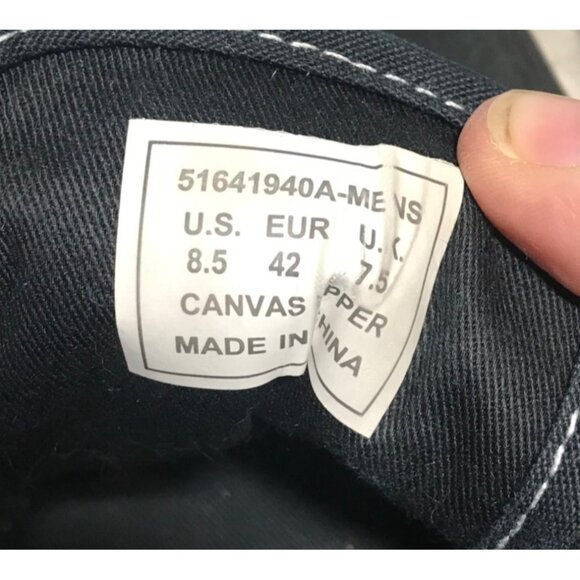 51641940A-MENS
U.S. EUR U.K.
8.5 42 7.5
CANVAS UPPER
MADE IN CHINA